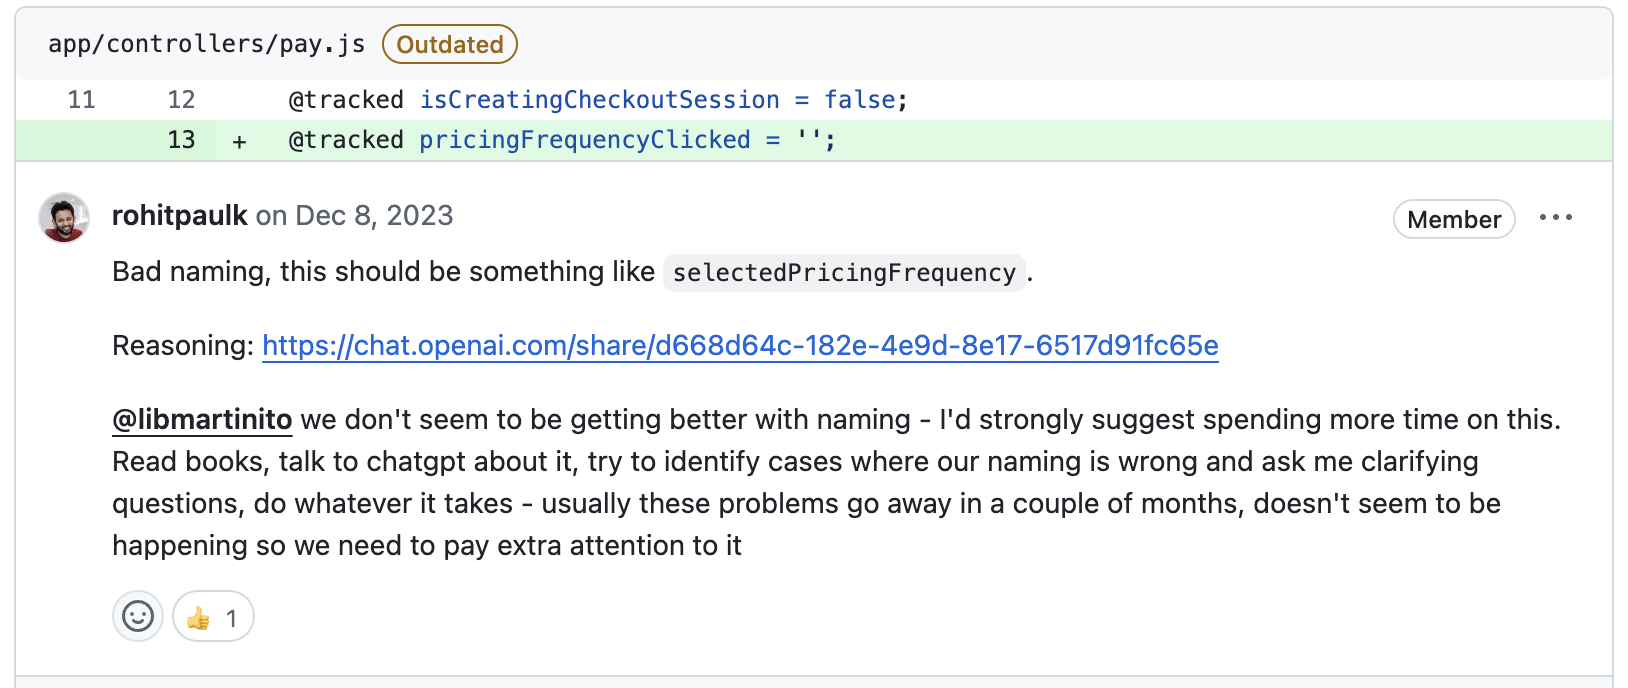 app/controllers/pay.js Outdated
11 12 @tracked isCreatingCheckoutSession = false;
13 + @tracked pricingFrequencyClicked = '';
rohitpaulk on Dec 8, 2023 Member
Bad naming, this should be something like selectedPricingFrequency.
Reasoning: https://chat.openai.com/share/d668d64c-182e-4e9d-8e17-6517d91fc65e
@libmartinito we don't seem to be getting better with naming - I'd strongly suggest spending more time on this.
Read books, talk to chatgpt about it, try to identify cases where our naming is wrong and ask me clarifying
questions, do whatever it takes - usually these problems go away in a couple of months, doesn't seem to be
happening so we need to pay extra attention to it
👍 1